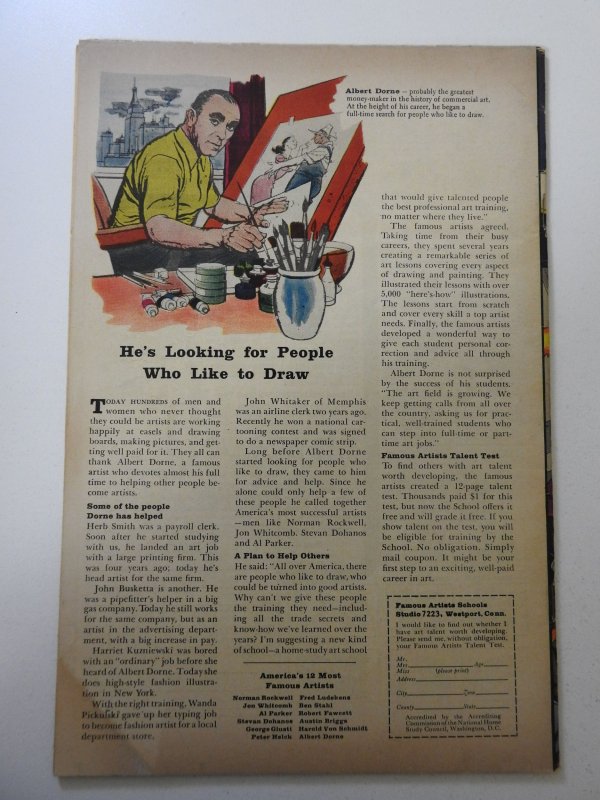 Albert Dorne – probably the greatest
money-maker in the history of commercial art.
At the height of his career, he began a
full-time search for people who like to draw.
He's Looking for People
Who Like to Draw
TODAY HUNDREDS of men and
women who never thought
they could be artists are working
happily at easels and drawing
boards, making pictures, and get-
ting well paid for it. They all can
thank Albert Dorne, a famous
artist who devotes almost his full
time to helping other people be-
come artists.
Some of the people
Dorne has helped
Herb Smith was a payroll clerk.
Soon after he started studying
with us, he landed an art job
with a large printing firm. This
was four years ago; today he's
head artist for the same firm.
John Busketta is another. He
was a pipefitter's helper in a big
gas company. Today he still works
for the same company, but as an
artist in the advertising depart-
ment, with a big increase in pay.
Harriet Kuzniewski was bored
with an "ordinary" job before she
heard of Albert Dorne. Today she
does high-style fashion illustra-
tion in New York.
With the right training, Wanda
Pickulski gave up her typing job
to become fashion artist for a local
department store.
John Whitaker of Memphis
was an airline clerk two years ago.
Recently he won a national car-
tooning contest and was signed
to do a newspaper comic strip.
Long before Albert Dorne
started looking for people who
like to draw, they came to him
for advice and help. Since he
alone could only help a few of
these people he called together
America's most successful artists
—men like Norman Rockwell,
Jon Whitcomb, Stevan Dohanos
and Al Parker.
A Plan to Help Others
He said: "All over America, there
are people who like to draw, who
could be turned into good artists.
Why can't we give these people
the training they need—includ-
ing all the trade secrets and
know-how we've learned over the
years? I'm suggesting a new kind
of school—a home-study art school
America's 12 Most
Famous Artists
Norman Rockwell Fred Ludekens
Jon Whitcomb Ben Stahl
Al Parker Robert Fawcett
Stevan Dohanos Austin Briggs
George Giusti Harold Von Schmidt
Peter Helck Albert Dorne
that would give talented people
the best professional art training,
no matter where they live."
The famous artists agreed.
Taking time from their busy
careers, they spent several years
creating a remarkable series of
art lessons covering every aspect
of drawing and painting. They
illustrated their lessons with over
5,000 "here's-how" illustrations.
The lessons start from scratch
and cover every skill a top artist
needs. Finally, the famous artists
developed a wonderful way to
give each student personal cor-
rection and advice all through
his training.
Albert Dorne is not surprised
by the success of his students.
"The art field is growing. We
keep getting calls from all over
the country, asking us for prac-
tical, well-trained students who
can step into full-time or part-
time art jobs."
Famous Artists Talent Test
To find others with art talent
worth developing, the famous
artists created a 12-page talent
test. Thousands paid $1 for this
test, but now the School offers it
free and will grade it free. If you
show talent on the test, you will
be eligible for training by the
School. No obligation. Simply
mail coupon. It might be your
first step to an exciting, well-paid
career in art.
Famous Artists Schools
Studio 7223, Westport, Conn.
I would like to find out whether I
have art talent worth developing.
Please send me, without obligation,
your Famous Artists Talent Test.
Mr.
Mrs. Age
Miss (please print)
Address
City Zone
County State
Accredited by the Accrediting
Commission of the National Home
Study Council, Washington, D.C.